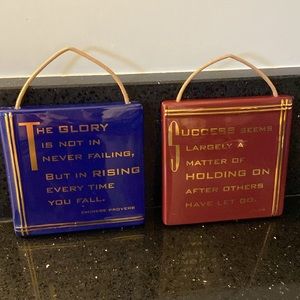 THE GLORY
IS NOT IN
NEVER FAILING,
BUT IN RISING
EVERY TIME
YOU FALL.
CHINESE PROVERB
SUCCESS SEEMS
LARGELY A
MATTER OF
HOLDING ON
AFTER OTHERS
HAVE LET GO.